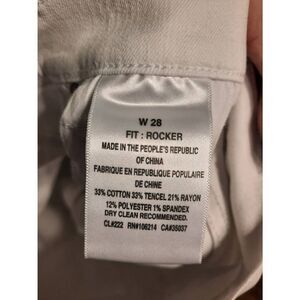 W 28
FIT : ROCKER
MADE IN THE PEOPLE'S REPUBLIC
OF CHINA
FABRIQUE EN REPUBLIQUE POPULAIRE
DE CHINE
33% COTTON 33% TENCEL 21% RAYON
12% POLYESTER 1% SPANDEX
DRY CLEAN RECOMMENDED.
CL#222 RN#106214 CA#35037